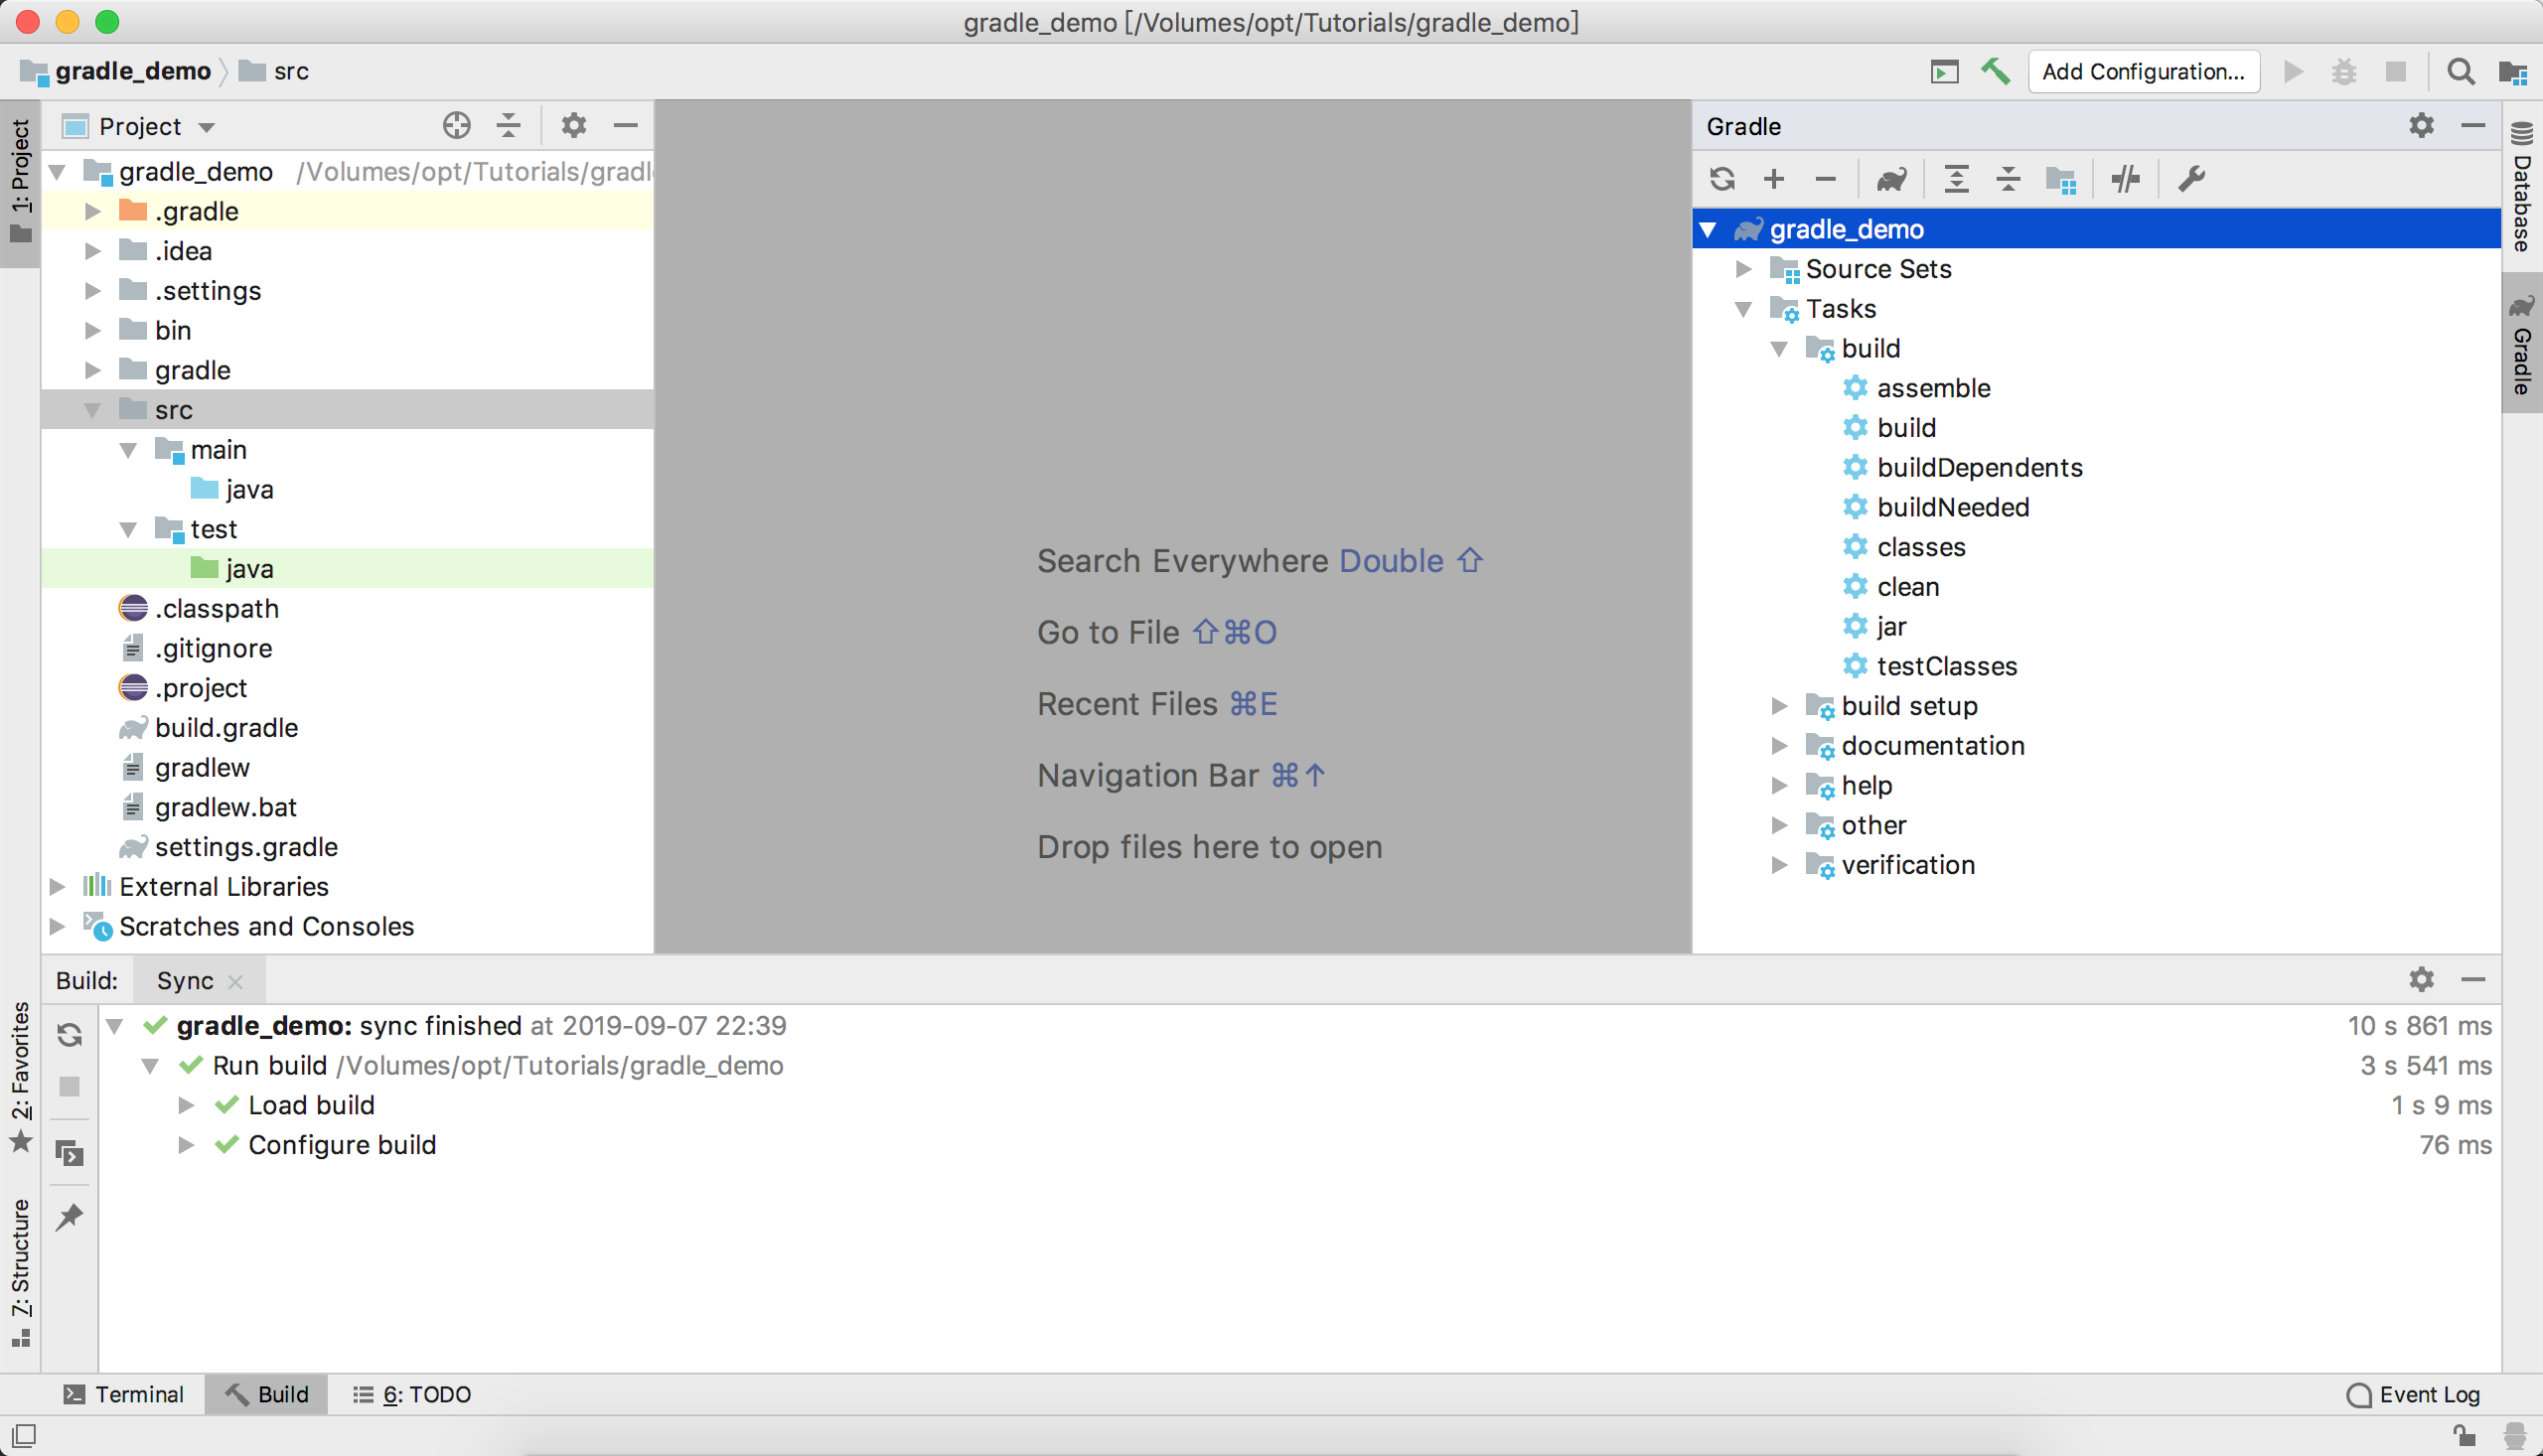 gradle_demo [/Volumes/opt/Tutorials/gradle_demo]
gradle_demo src
Add Configuration...
1: Project
Project
gradle_demo /Volumes/opt/Tutorials/gradl
.gradle
.idea
.settings
bin
gradle
src
main
java
test
java
.classpath
.gitignore
.project
build.gradle
gradlew
gradlew.bat
settings.gradle
External Libraries
Scratches and Consoles
Search Everywhere Double ⇧
Go to File ⇧⌘O
Recent Files ⌘E
Navigation Bar ⌘↑
Drop files here to open
Gradle
gradle_demo
Source Sets
Tasks
build
assemble
build
buildDependents
buildNeeded
classes
clean
jar
testClasses
build setup
documentation
help
other
verification
Database
Gradle
Build: Sync
gradle_demo: sync finished at 2019-09-07 22:39 10 s 861 ms
Run build /Volumes/opt/Tutorials/gradle_demo 3 s 541 ms
Load build 1 s 9 ms
Configure build 76 ms
2: Favorites
7: Structure
Terminal Build 6: TODO Event Log